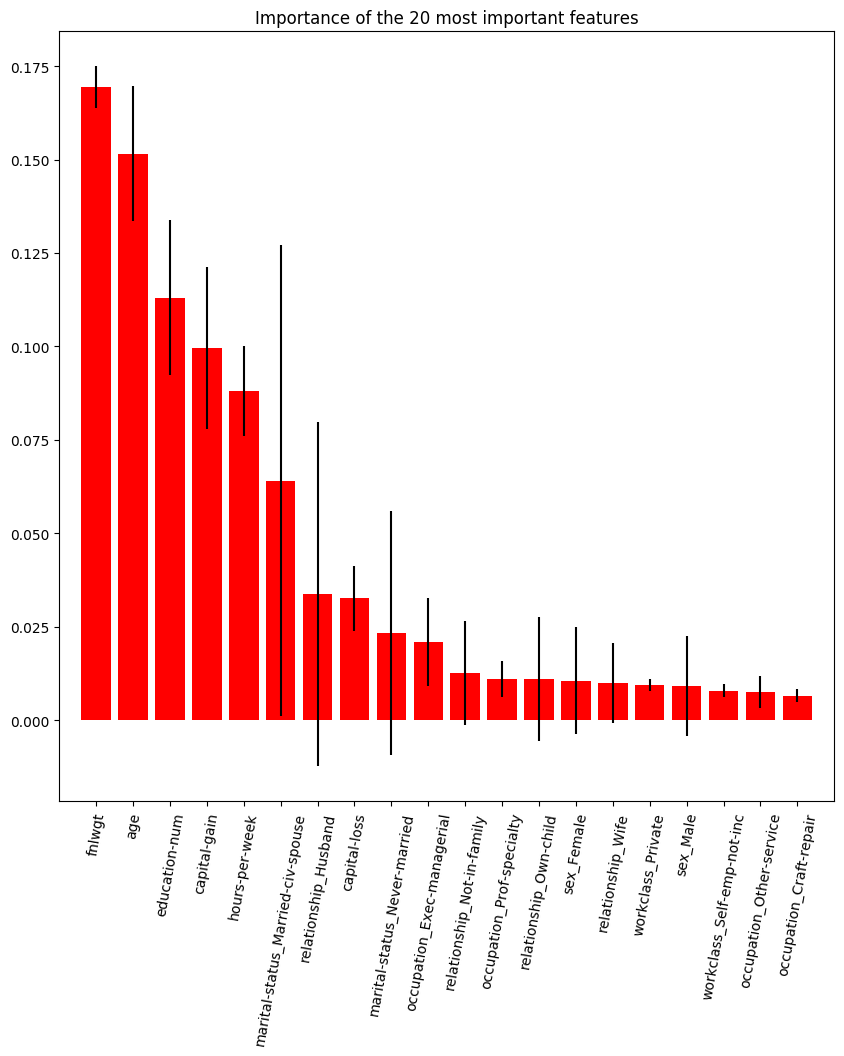 Importance of the 20 most important features
0.175
0.150
0.125
0.100
0.075
0.050
0.025
0.000
fnlwgt
age
education-num
capital-gain
hours-per-week
marital-status_Married-civ-spouse
relationship_Husband
capital-loss
marital-status_Never-married
occupation_Exec-managerial
relationship_Not-in-family
occupation_Prof-specialty
relationship_Own-child
sex_Female
relationship_Wife
workclass_Private
sex_Male
workclass_Self-emp-not-inc
occupation_Other-service
occupation_Craft-repair